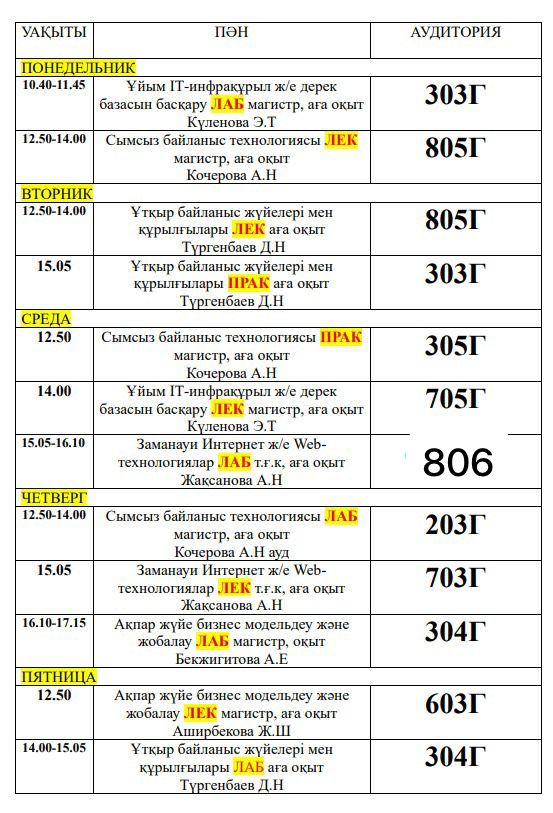 УАҚЫТЫ ПӘН АУДИТОРИЯ
ПОНЕДЕЛЬНИК
10.40-11.45 Ұйым IT-инфрақұрыл ж/е дерек 303Г
базасын басқару ЛАБ магистр, аға оқыт
Куленова Э.Т
12.50-14.00 Сымсыз байланыс технологиясы ЛЕК 805Г
магистр, аға оқыт
Кочерова А.Н
ВТОРНИК
12.50-14.00 Ұтқыр байланыс жүйелері мен 805Г
құрылғылары ЛЕК аға оқыт
Түргенбаев Д.Н
15.05 Ұтқыр байланыс жүйелері мен 303Г
құрылғылары ПРАК аға оқыт
Түргенбаев Д.Н
СРЕДА
12.50 Сымсыз байланыс технологиясы ПРАК 305Г
магистр, аға оқыт
Кочерова А.Н
14.00 Ұйым IT-инфрақұрыл ж/е дерек 705Г
базасын басқару ЛЕК магистр, аға оқыт
Куленова Э.Т
15.05-16.10 Заманауи Интернет ж/е Web- 806
технологиялар ЛАБ т.ғ.к, аға оқыт
Жақсанова А.Н
ЧЕТВЕРГ
12.50-14.00 Сымсыз байланыс технологиясы ЛАБ 203Г
магистр, аға оқыт
Кочерова А.Н ауд
15.05 Заманауи Интернет ж/е Web- 703Г
технологиялар ЛЕК т.ғ.к, аға оқыт
Жақсанова А.Н
16.10-17.15 Ақпар жүйе бизнес модельдеу және 304Г
жобалау ЛАБ магистр, оқыт
Бекжигитова А.Е
ПЯТНИЦА
12.50 Ақпар жүйе бизнес модельдеу және 603Г
жобалау ЛЕК магистр, аға оқыт
Аширбекова Ж.Ш
14.00-15.05 Ұтқыр байланыс жүйелері мен 304Г
құрылғылары ЛАБ аға оқыт
Түргенбаев Д.Н